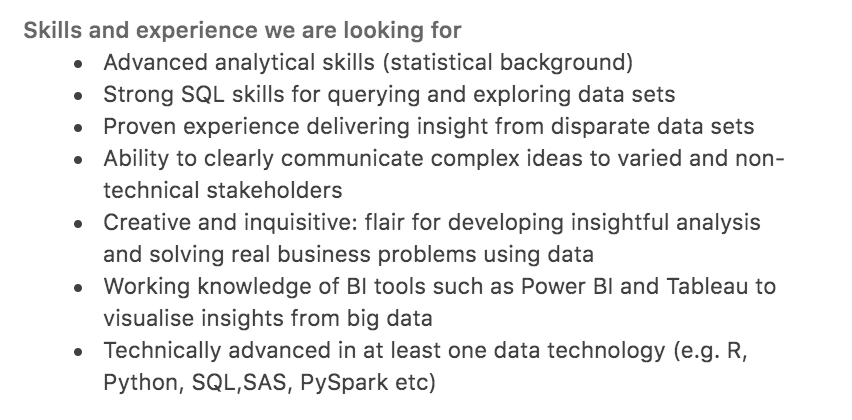 Skills and experience we are looking for
• Advanced analytical skills (statistical background)
• Strong SQL skills for querying and exploring data sets
• Proven experience delivering insight from disparate data sets
• Ability to clearly communicate complex ideas to varied and non-
technical stakeholders
• Creative and inquisitive: flair for developing insightful analysis
and solving real business problems using data
• Working knowledge of BI tools such as Power BI and Tableau to
visualise insights from big data
• Technically advanced in at least one data technology (e.g. R,
Python, SQL,SAS, PySpark etc)